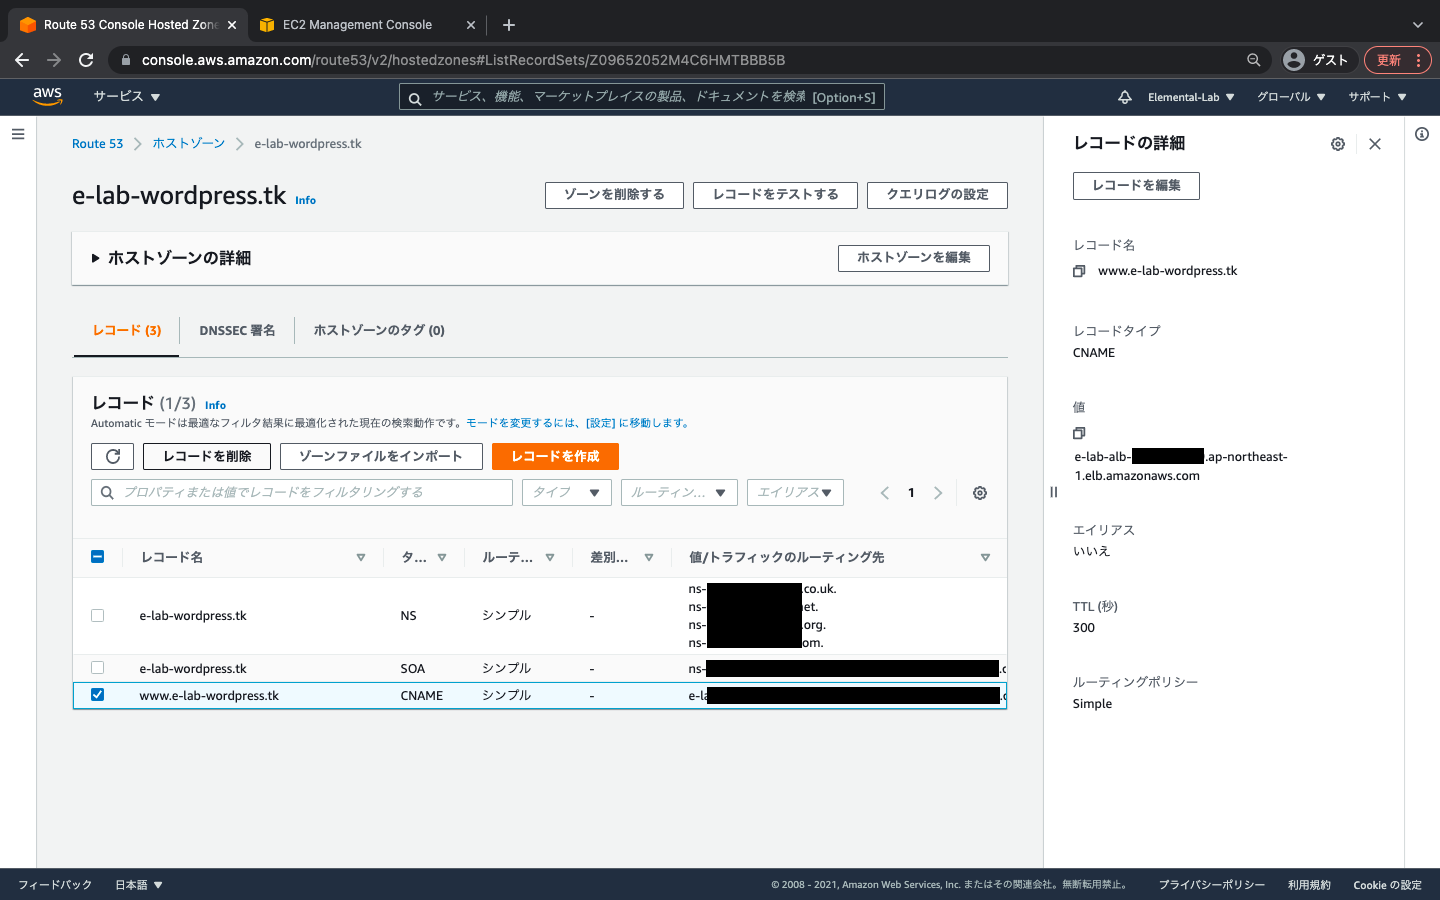 Route 53 Console Hosted Zone
EC2 Management Console
console.aws.amazon.com/route53/v2/hostedzones#ListRecordSets/Z09652052M4C6HMTBBB5B
ゲスト
更新
aws
サービス
サービス、機能、マーケットプレイスの製品、ドキュメントを検索 [Option+S]
Elemental-Lab
グローバル
サポート
Route 53
ホストゾーン
e-lab-wordpress.tk
e-lab-wordpress.tk Info
ゾーンを削除する
レコードをテストする
クエリログの設定
ホストゾーンの詳細
ホストゾーンを編集
レコード (3)
DNSSEC 署名
ホストゾーンのタグ (0)
レコード (1/3) Info
Automatic モードは最適なフィルタ結果に最適化された現在の検索動作です。モードを変更するには、[設定] に移動します。
レコードを削除
ゾーンファイルをインポート
レコードを作成
プロパティまたは値でレコードをフィルタリングする
タイプ
ルーティン...
エイリアス
1
レコード名
タ...
ルーテ...
差別...
値/トラフィックのルーティング先
e-lab-wordpress.tk
NS
シンプル
-
ns- .co.uk.
ns- et.
ns- .org.
ns- om.
e-lab-wordpress.tk
SOA
シンプル
-
ns-
www.e-lab-wordpress.tk
CNAME
シンプル
-
e-la
レコードの詳細
レコードを編集
レコード名
www.e-lab-wordpress.tk
レコードタイプ
CNAME
値
e-lab-alb- .ap-northeast-
1.elb.amazonaws.com
エイリアス
いいえ
TTL (秒)
300
ルーティングポリシー
Simple
フィードバック
日本語
© 2008 - 2021, Amazon Web Services, Inc. またはその関連会社。無断転用禁止。
プライバシーポリシー
利用規約
Cookie の設定